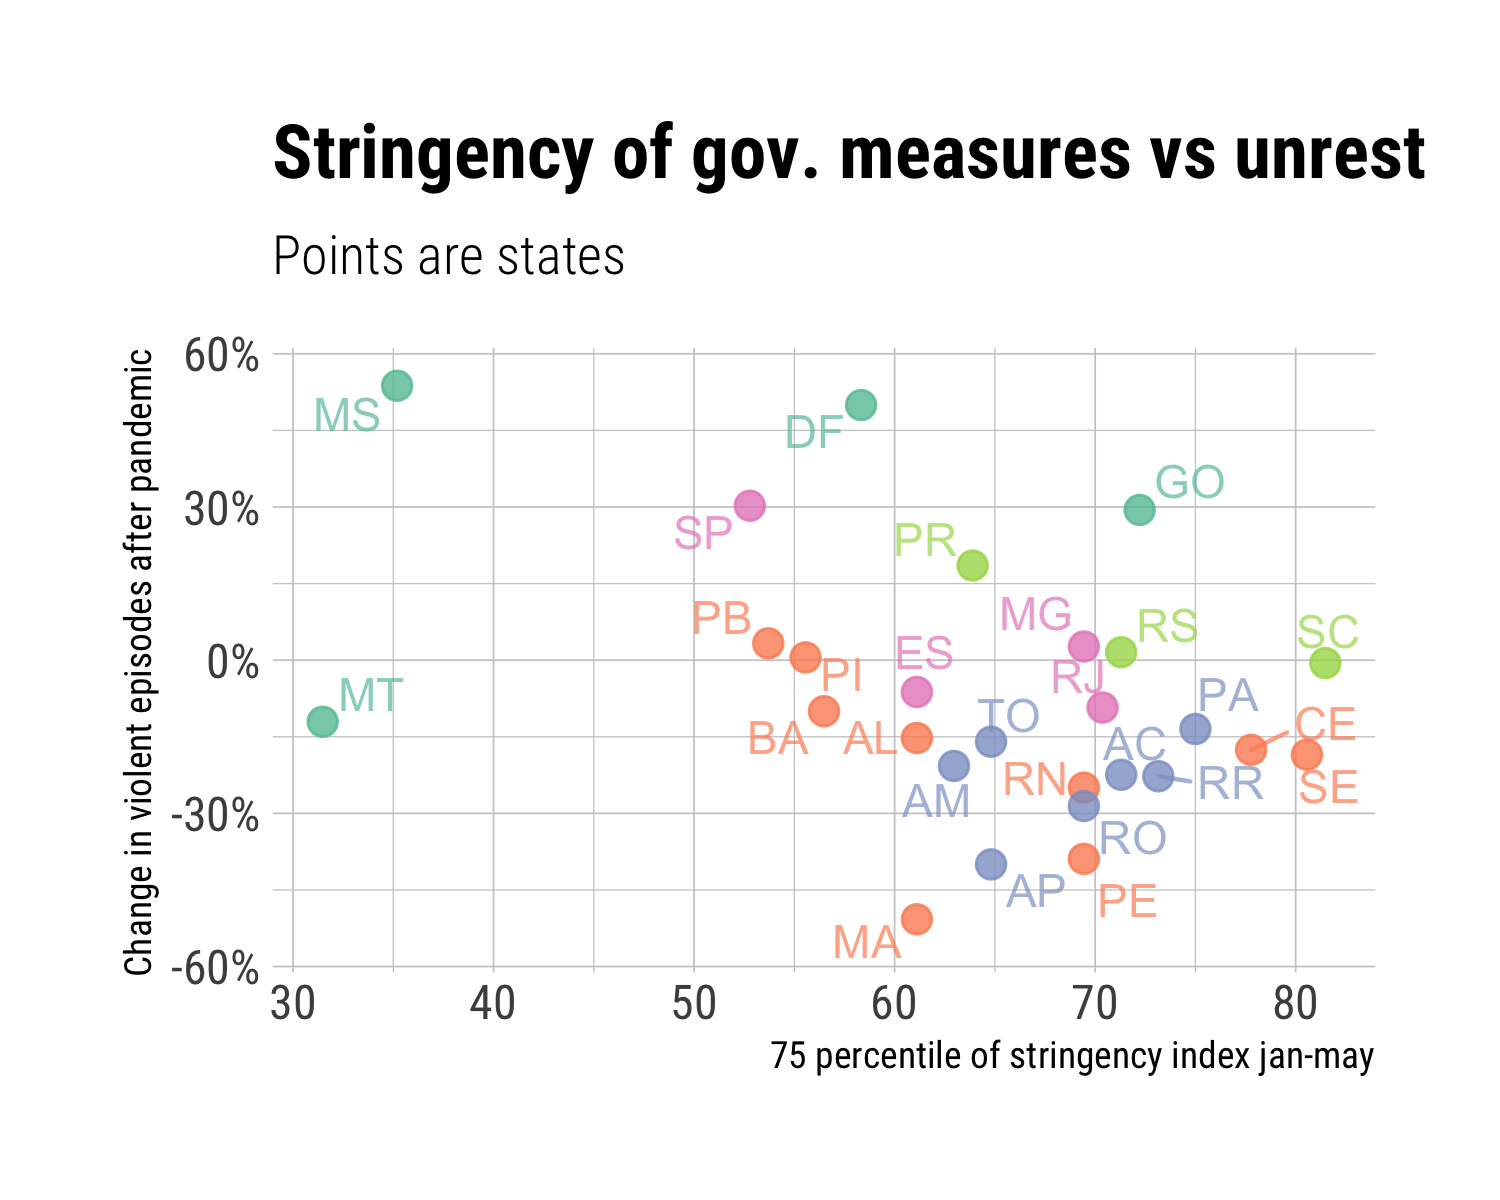 Stringency of gov. measures vs unrest
Points are states
Change in violent episodes after pandemic
60%
30%
0%
-30%
-60%
MS
DF
GO
SP
PR
PB
MG
RS
SC
ES
RJ
PI
MT
PA
TO
CE
BA
AL
AC
RN
RR
SE
AM
RO
AP
PE
MA
30 40 50 60 70 80
75 percentile of stringency index jan-may